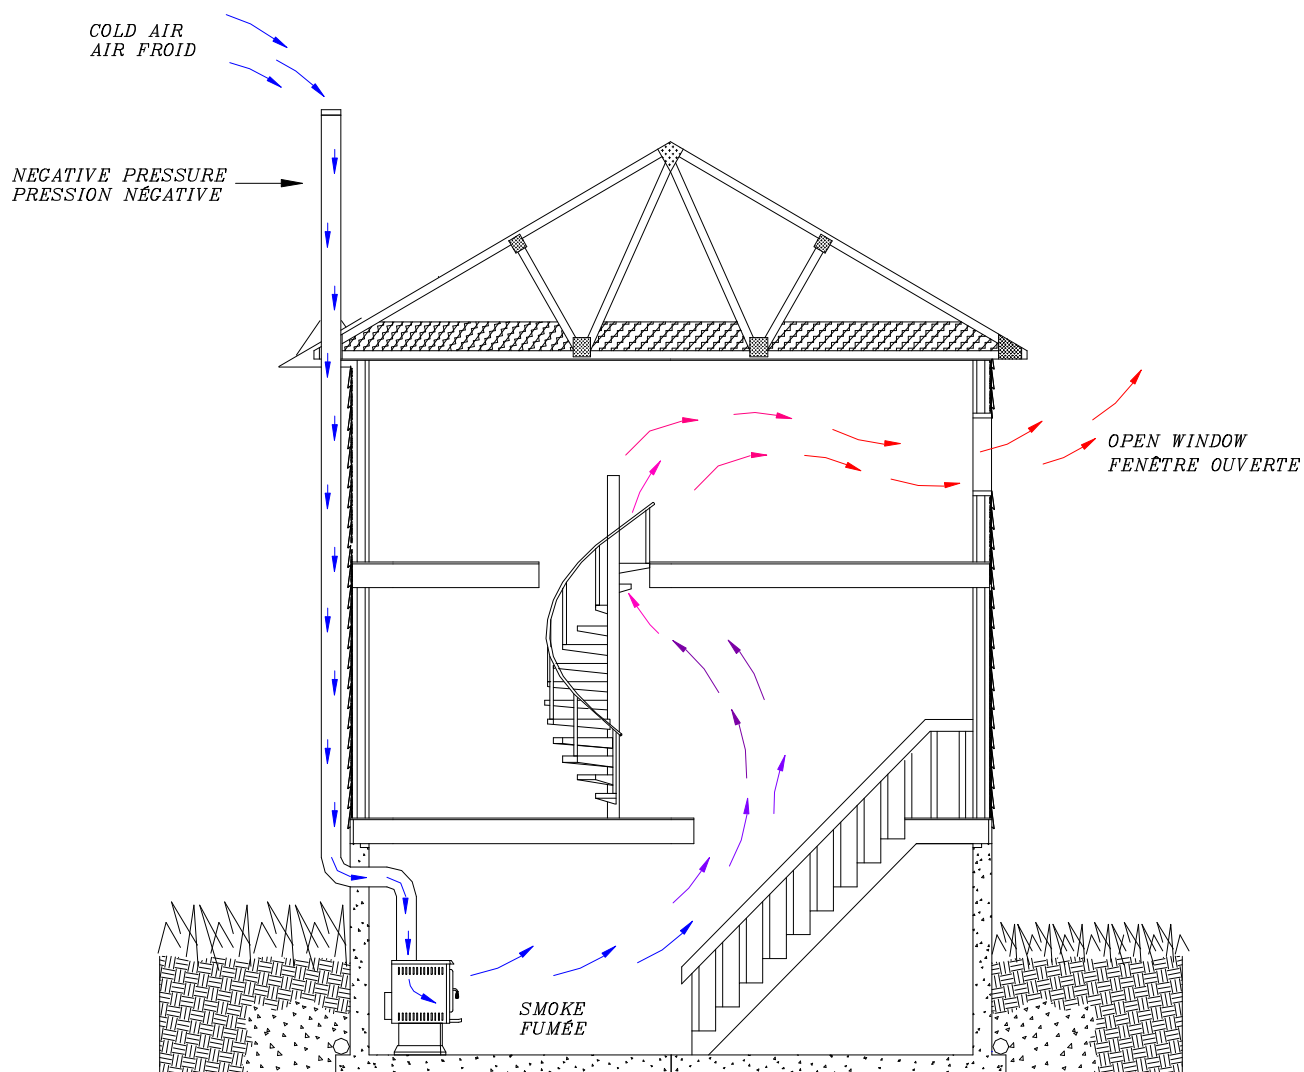 COLD AIR
AIR FROID
NEGATIVE PRESSURE
PRESSION NÉGATIVE
OPEN WINDOW
FENÊTRE OUVERTE
SMOKE
FUMÉE